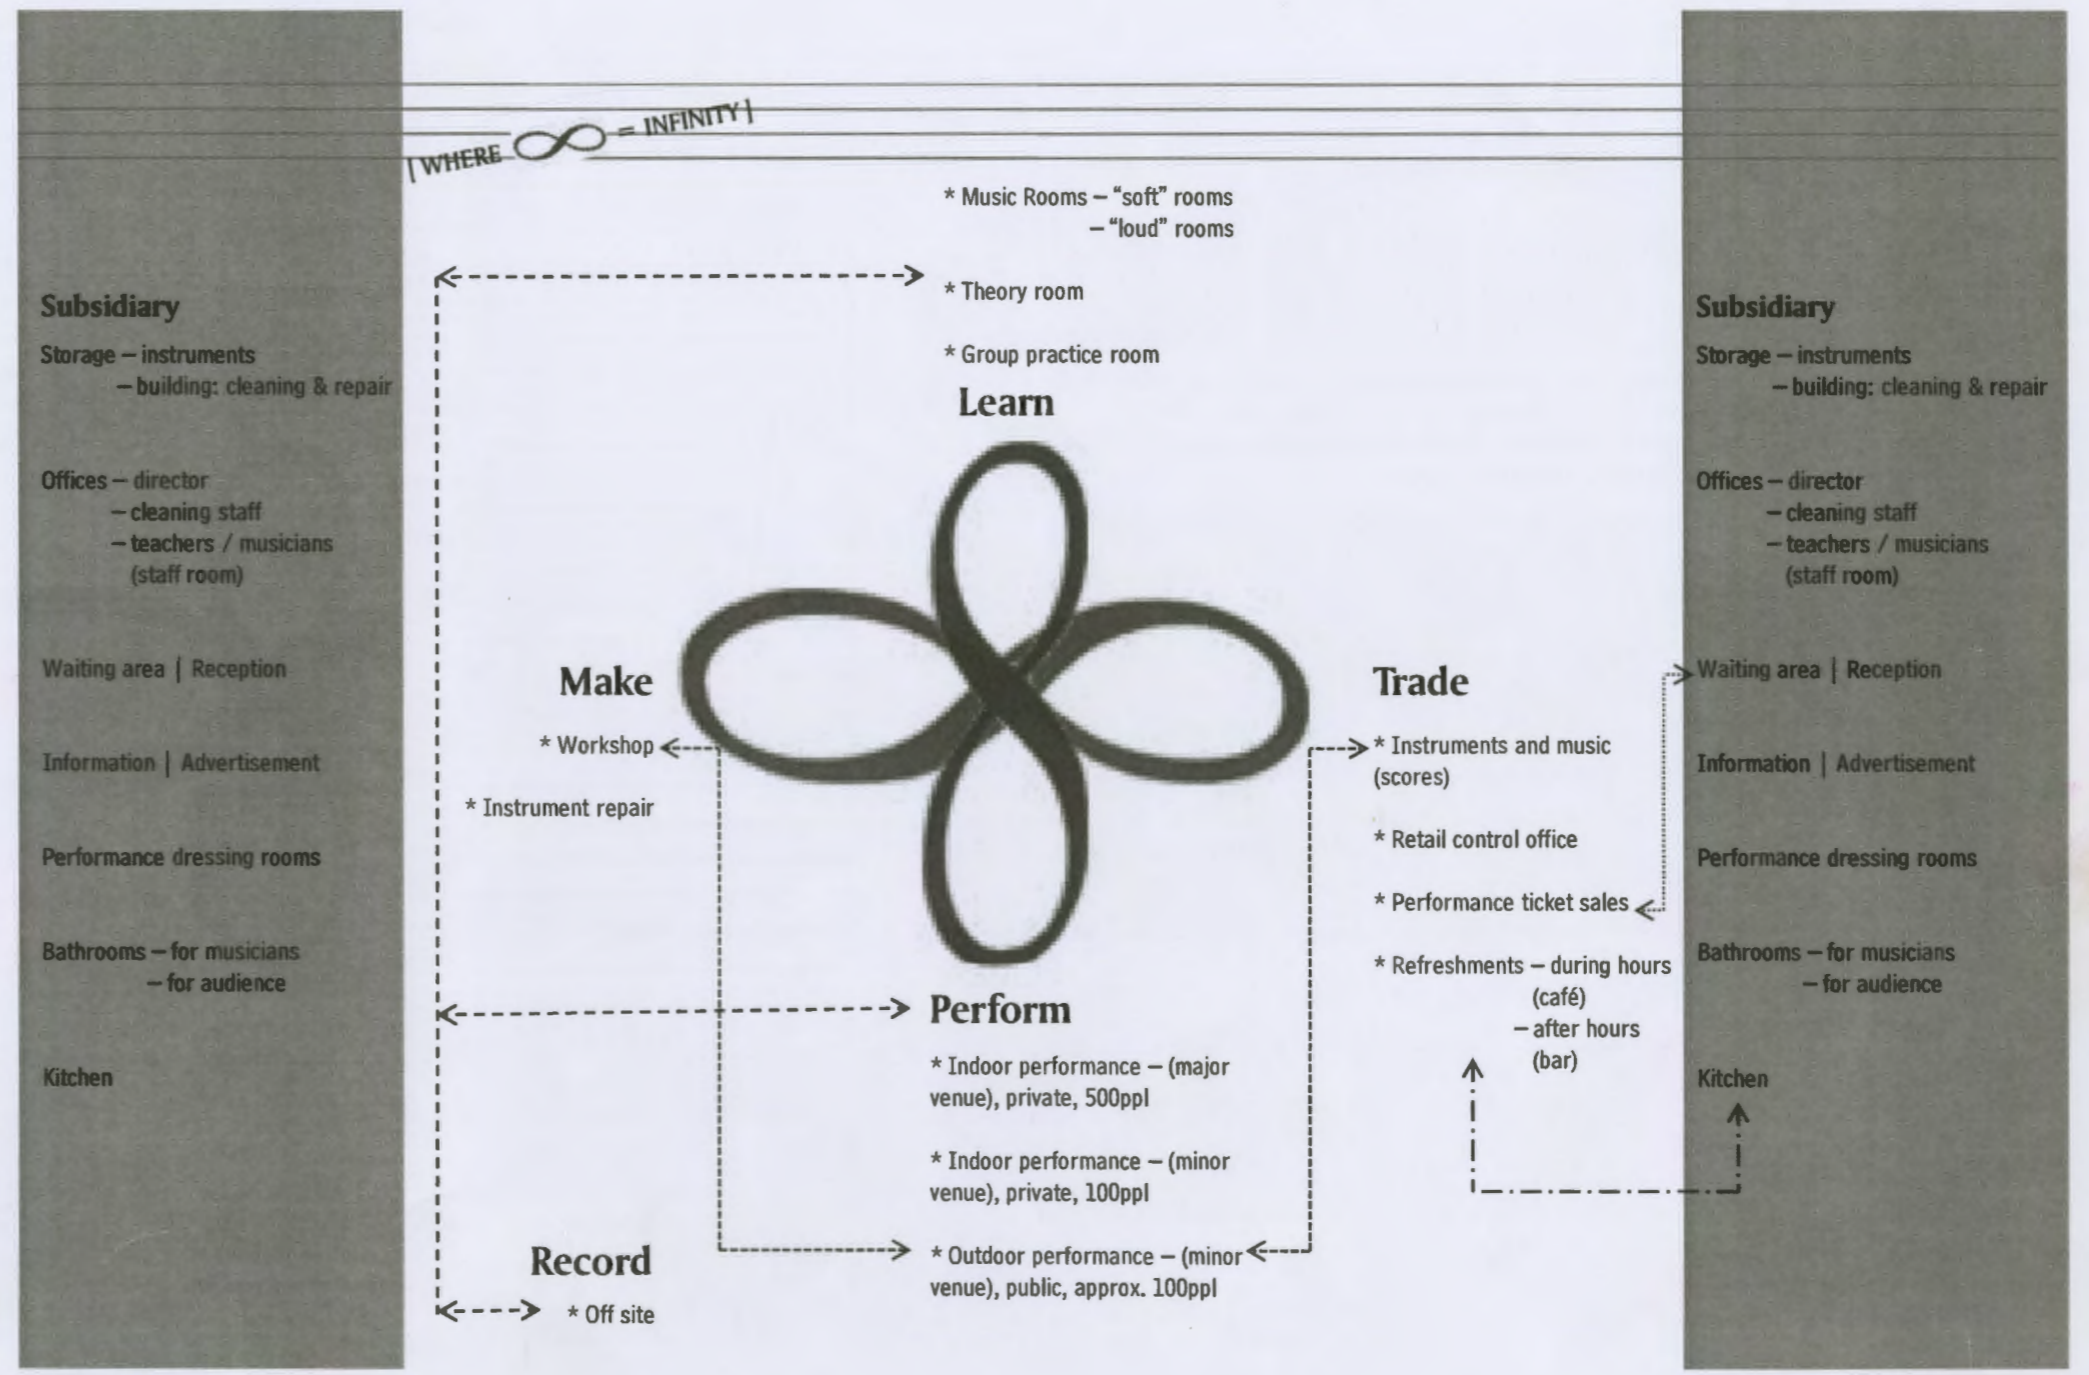 | WHERE ∞ = INFINITY |
Subsidiary
Storage – instruments
– building: cleaning & repair
Offices – director
– cleaning staff
– teachers / musicians
(staff room)
Waiting area | Reception
Information | Advertisement
Performance dressing rooms
Bathrooms – for musicians
– for audience
Kitchen
* Music Rooms – “soft” rooms
– “loud” rooms
* Theory room
* Group practice room
Learn
Make
* Workshop
* Instrument repair
Trade
* Instruments and music
(scores)
* Retail control office
* Performance ticket sales
* Refreshments – during hours
(café)
– after hours
(bar)
Perform
* Indoor performance – (major
venue), private, 500ppl
* Indoor performance – (minor
venue), private, 100ppl
* Outdoor performance – (minor
venue), public, approx. 100ppl
Record
* Off site
Subsidiary
Storage – instruments
– building: cleaning & repair
Offices – director
– cleaning staff
– teachers / musicians
(staff room)
Waiting area | Reception
Information | Advertisement
Performance dressing rooms
Bathrooms – for musicians
– for audience
Kitchen